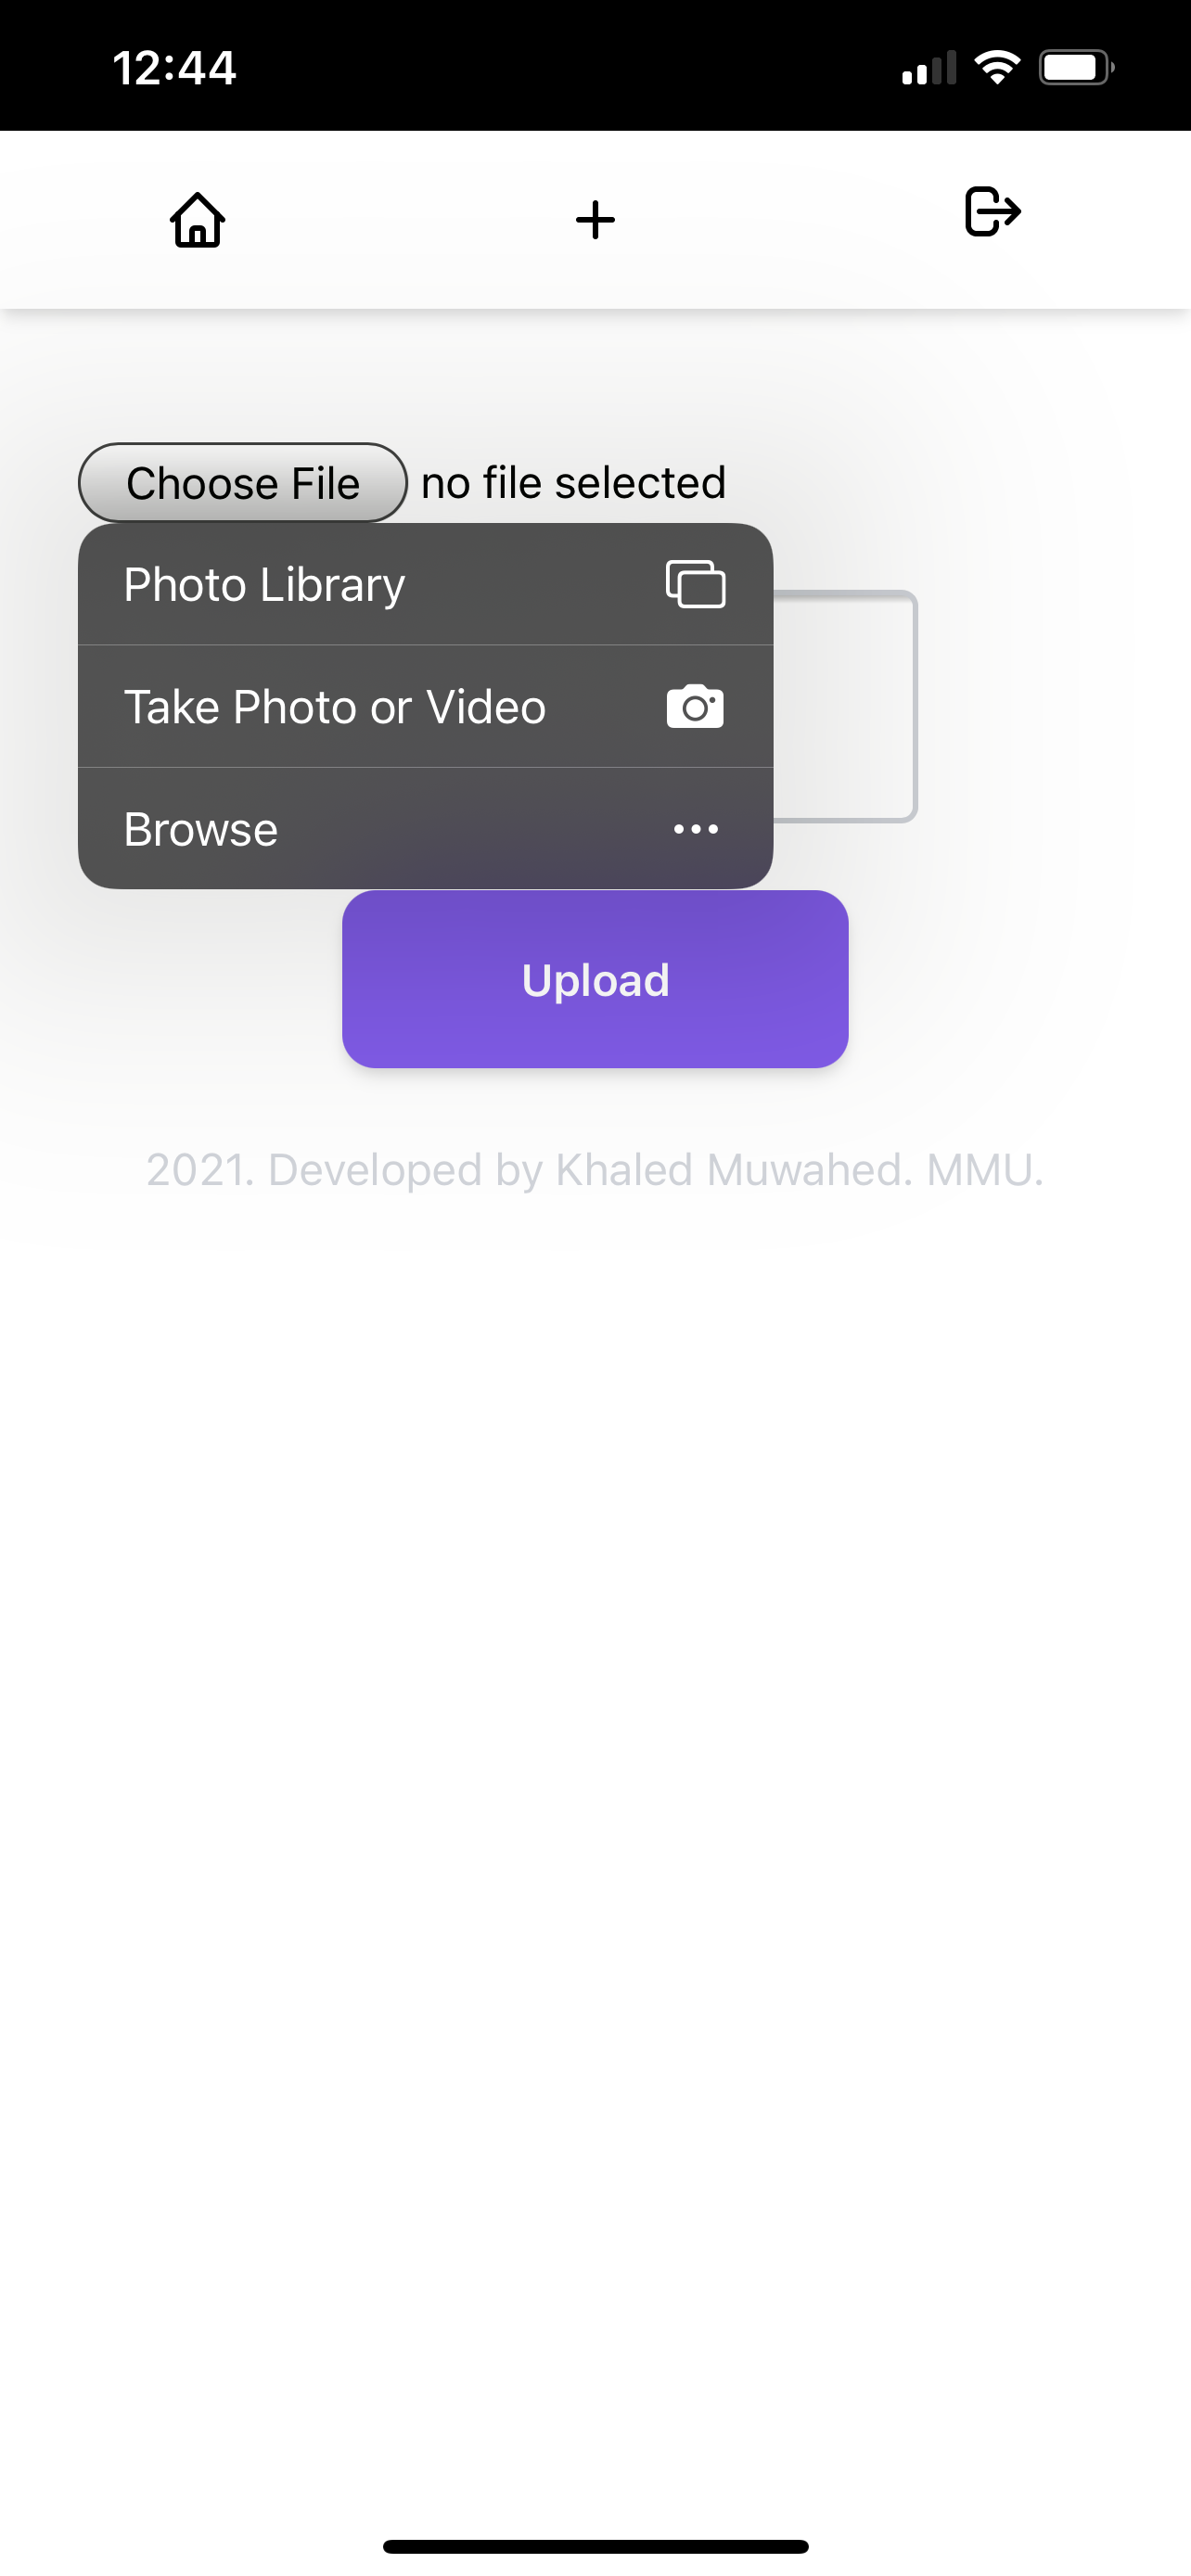 12:44
Choose File no file selected
Photo Library
Take Photo or Video
Browse
Upload
2021. Developed by Khaled Muwahed. MMU.